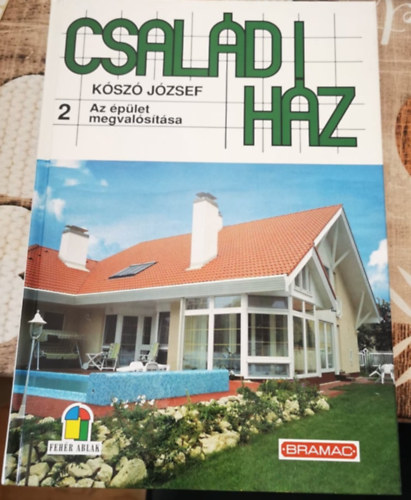 CSALÁDI
HÁZ
KÓSZÓ JÓZSEF
2 Az épület
megvalósítása
FEHÉR ABLAK
BRAMAC